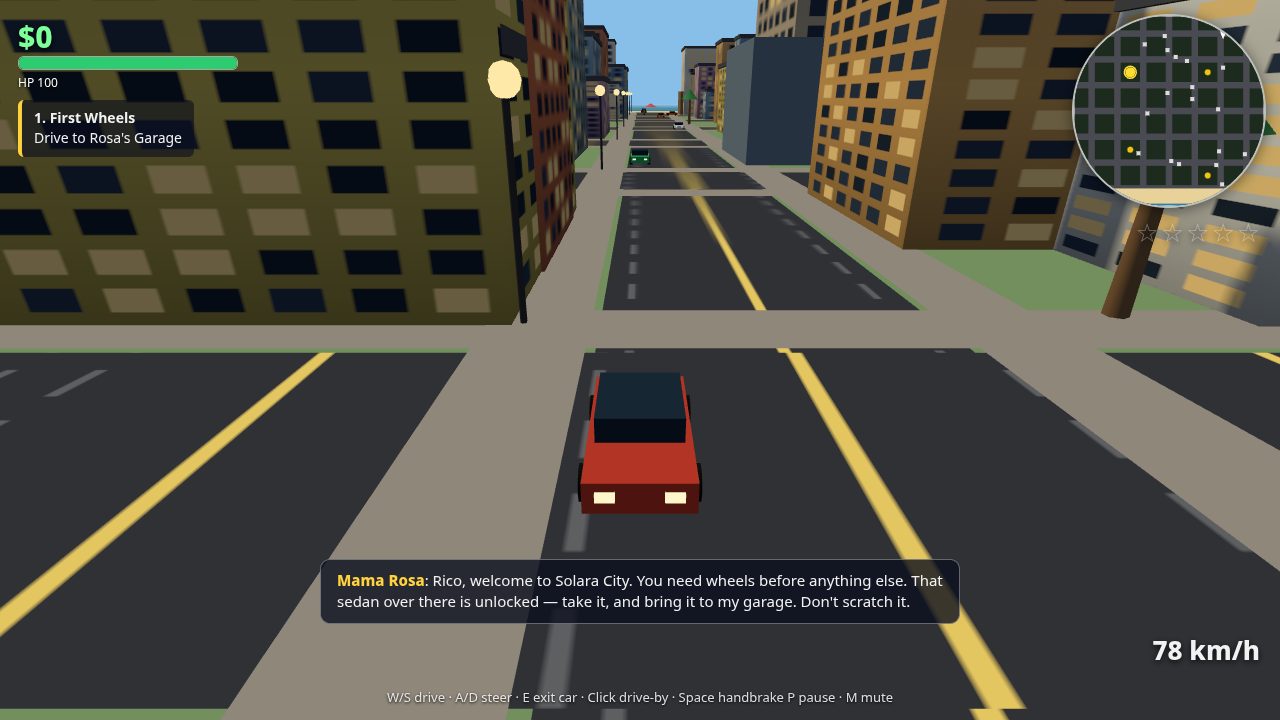 $0
HP 100
1. First Wheels
Drive to Rosa's Garage
Mama Rosa: Rico, welcome to Solara City. You need wheels before anything else. That
sedan over there is unlocked — take it, and bring it to my garage. Don't scratch it.
78 km/h
W/S drive · A/D steer · E exit car · Click drive-by · Space handbrake P pause · M mute